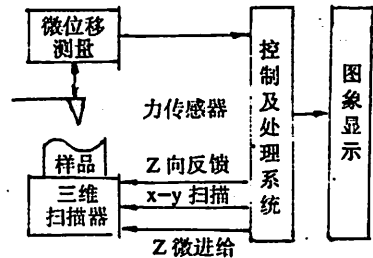 微位移
测量
力传感器
样品
三维
扫描器
Z 向反馈
x-y 扫描
Z 微进给
控制及处理系统
图象显示